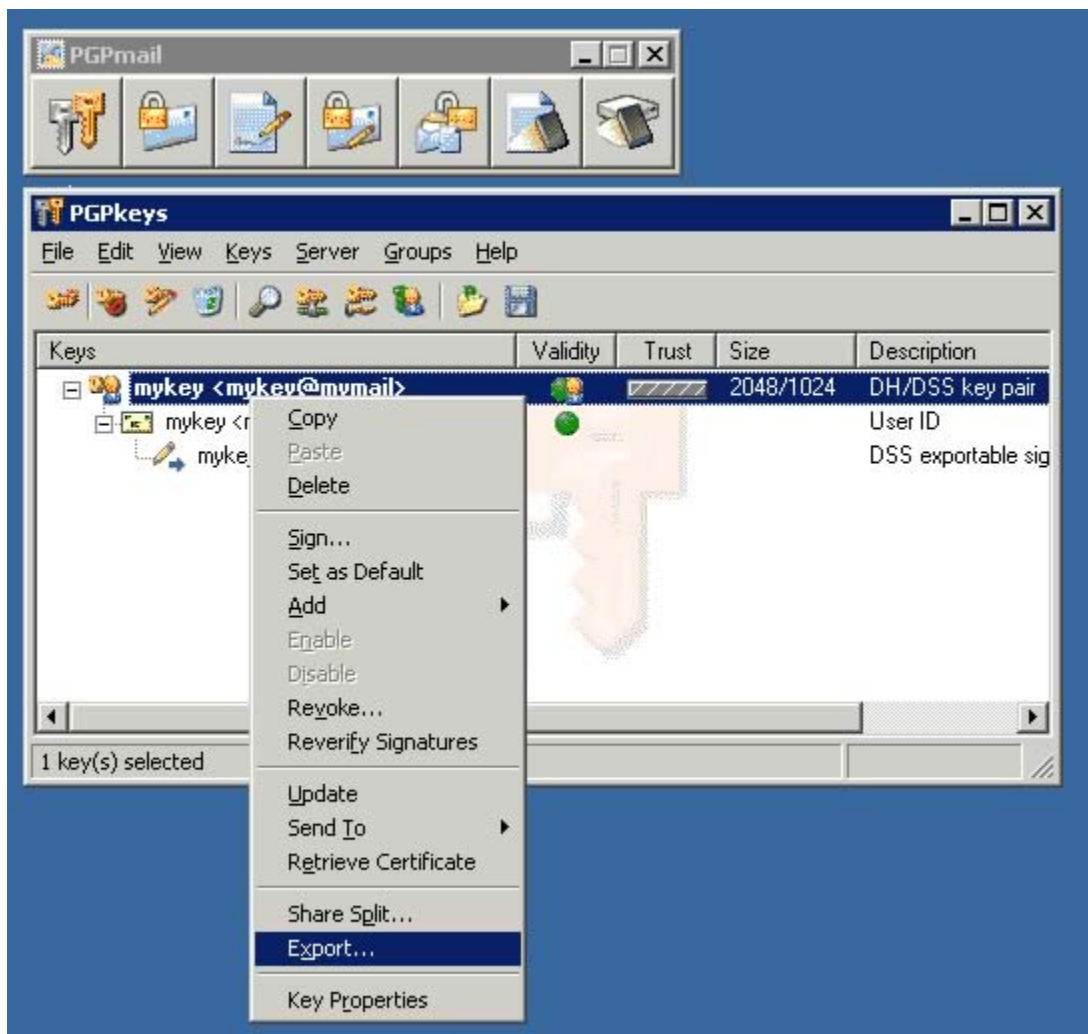 PGPmail
PGPkeys
File Edit View Keys Server Groups Help
Keys Validity Trust Size Description
mykey <mykey@mymail> 2048/1024 DH/DSS key pair
mykey User ID
DSS exportable sig
Copy
Paste
Delete
Sign...
Set as Default
Add
Enable
Disable
Revoke...
Reverify Signatures
Update
Send To
Retrieve Certificate
Share Split...
Export...
Key Properties
1 key(s) selected